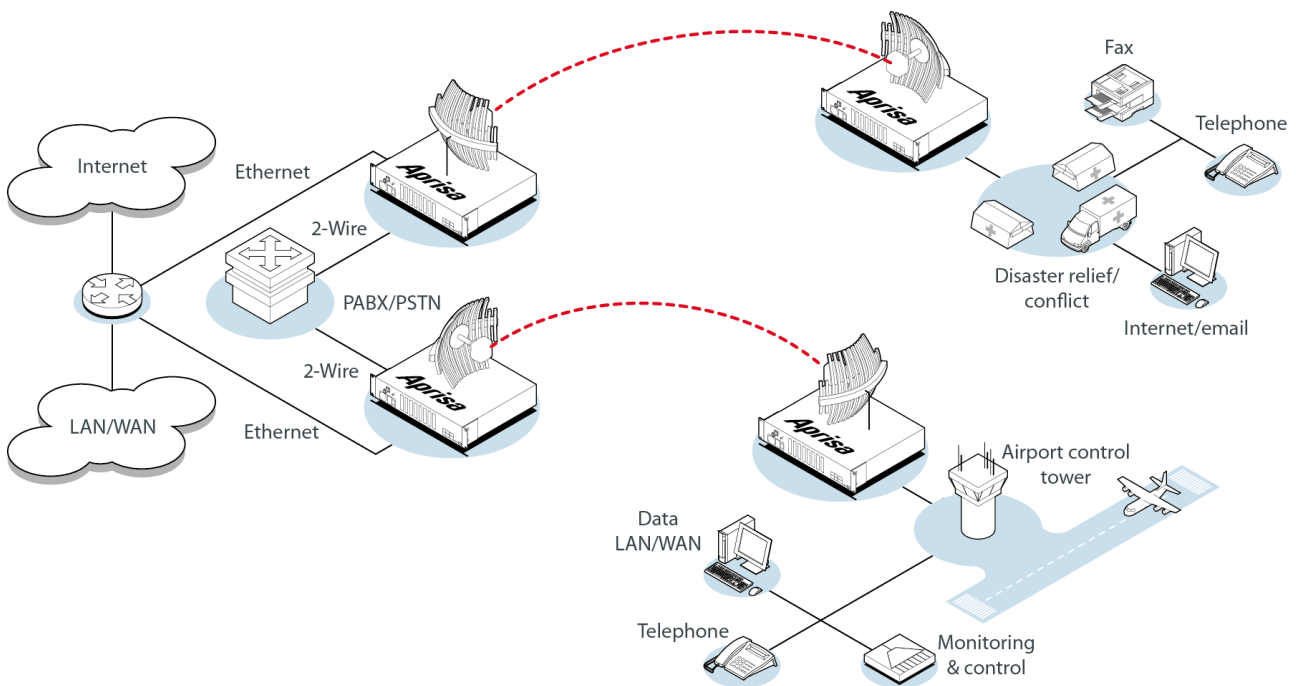 Fax
Telephone
Internet
Ethernet
Aprisa
Aprisa
2-Wire
PABX/PSTN
Disaster relief/
conflict
Internet/email
2-Wire
Aprisa
LAN/WAN
Ethernet
Aprisa
Airport control
tower
Data
LAN/WAN
Telephone
Monitoring
& control